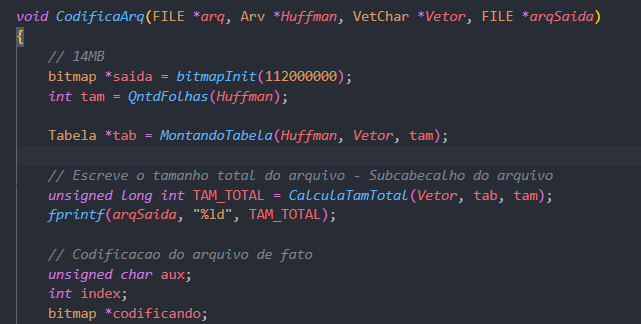 void CodificaArq(FILE *arq, Arv *Huffman, VetChar *Vetor, FILE *arqSaida)
{
// 14MB
bitmap *saida = bitmapInit(112000000);
int tam = QntdFolhas(Huffman);
Tabela *tab = MontandoTabela(Huffman, Vetor, tam);
// Escreve o tamanho total do arquivo - Subcabecalho do arquivo
unsigned long int TAM_TOTAL = CalculaTamTotal(Vetor, tab, tam);
fprintf(arqSaida, "%ld", TAM_TOTAL);
// Codificacao do arquivo de fato
unsigned char aux;
int index;
bitmap *codificando;